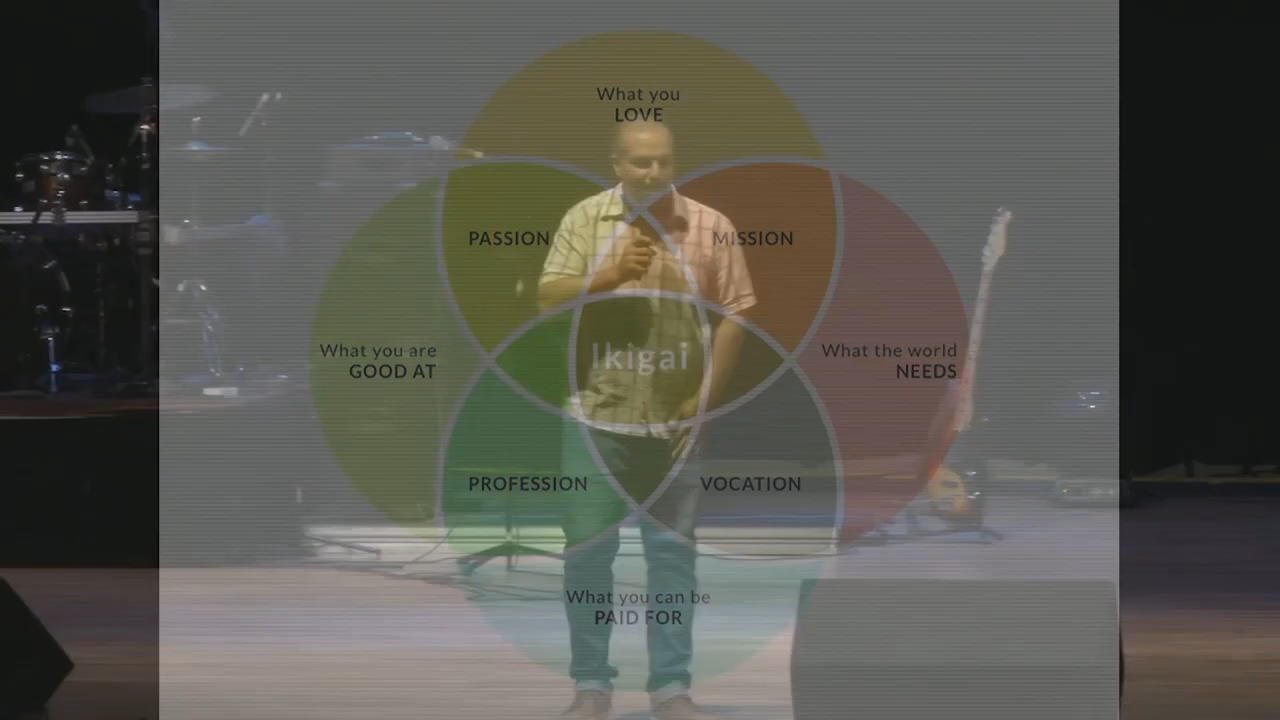 What you
LOVE
PASSION
MISSION
What you are
GOOD AT
Ikigai
What the world
NEEDS
PROFESSION
VOCATION
What you can be
PAID FOR